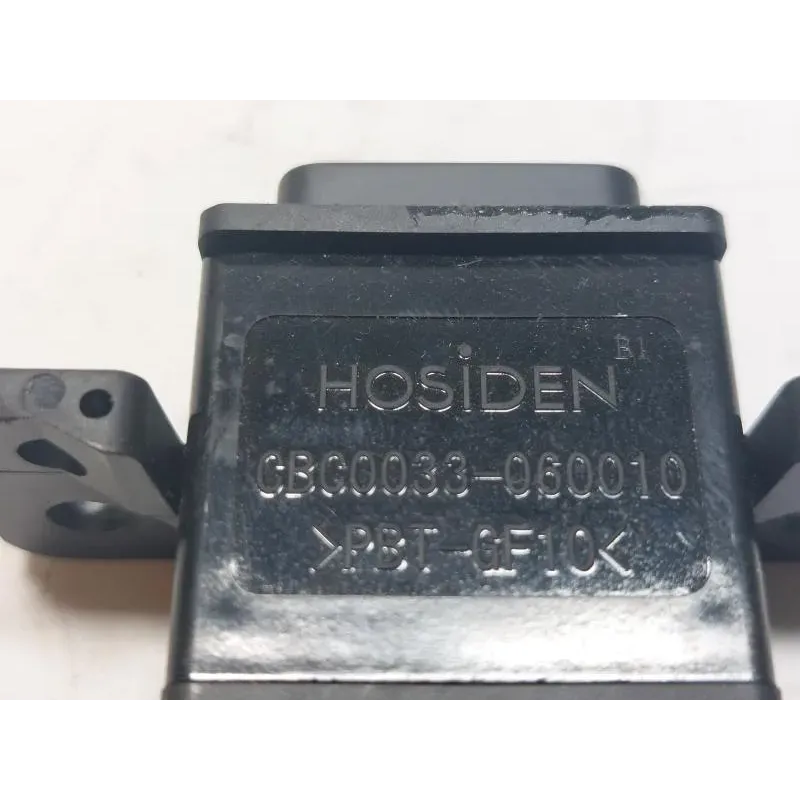 B1
HOSiDEN
CBC0033-060010
>PBT-GF10<